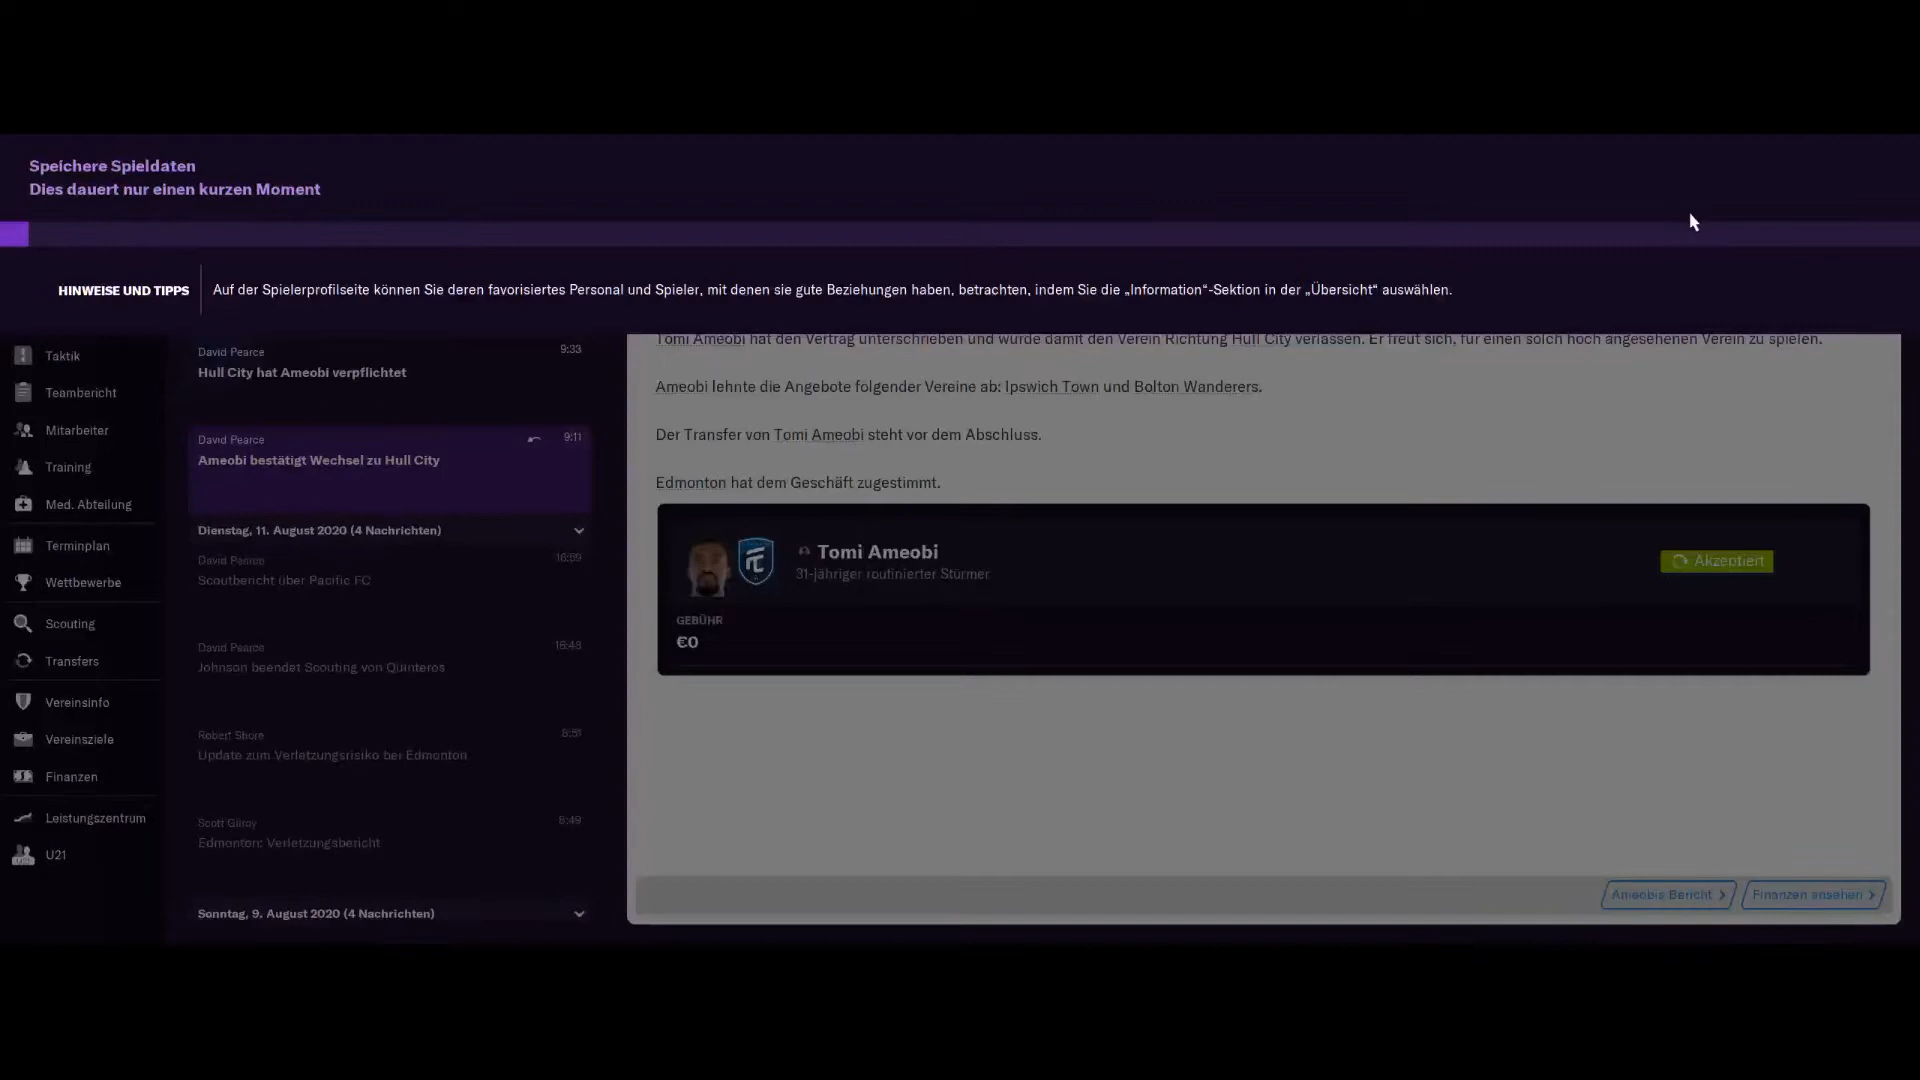 Speichere Spieldaten
Dies dauert nur einen kurzen Moment
HINWEISE UND TIPPS
Auf der Spielerprofilseite können Sie deren favorisiertes Personal und Spieler, mit denen sie gute Beziehungen haben, betrachten, indem Sie die „Information“-Sektion in der „Übersicht“ auswählen.
Taktik
Teambericht
Mitarbeiter
Training
Med. Abteilung
Terminplan
Wettbewerbe
Scouting
Transfers
Vereinsinfo
Vereinsziele
Finanzen
Leistungszentrum
U21
David Pearce 9:33
Hull City hat Ameobi verpflichtet
David Pearce 9:11
Ameobi bestätigt Wechsel zu Hull City
Dienstag, 11. August 2020 (4 Nachrichten)
David Pearce 16:59
Scoutbericht über Pacific FC
David Pearce 16:43
Johnson beendet Scouting von Quinteros
Robert Shore 8:51
Update zum Verletzungsrisiko bei Edmonton
Scott Gilroy 8:49
Edmonton: Verletzungsbericht
Sonntag, 9. August 2020 (4 Nachrichten)
Tomi Ameobi hat den Vertrag unterschrieben und wurde damit den Verein Richtung Hull City verlassen. Er freut sich, für einen solch hoch angesehenen Verein zu spielen.
Ameobi lehnte die Angebote folgender Vereine ab: Ipswich Town und Bolton Wanderers.
Der Transfer von Tomi Ameobi steht vor dem Abschluss.
Edmonton hat dem Geschäft zugestimmt.
Tomi Ameobi
31-jähriger routinierter Stürmer
Akzeptiert
GEBÜHR
€0
Ameobis Bericht >
Finanzen ansehen >